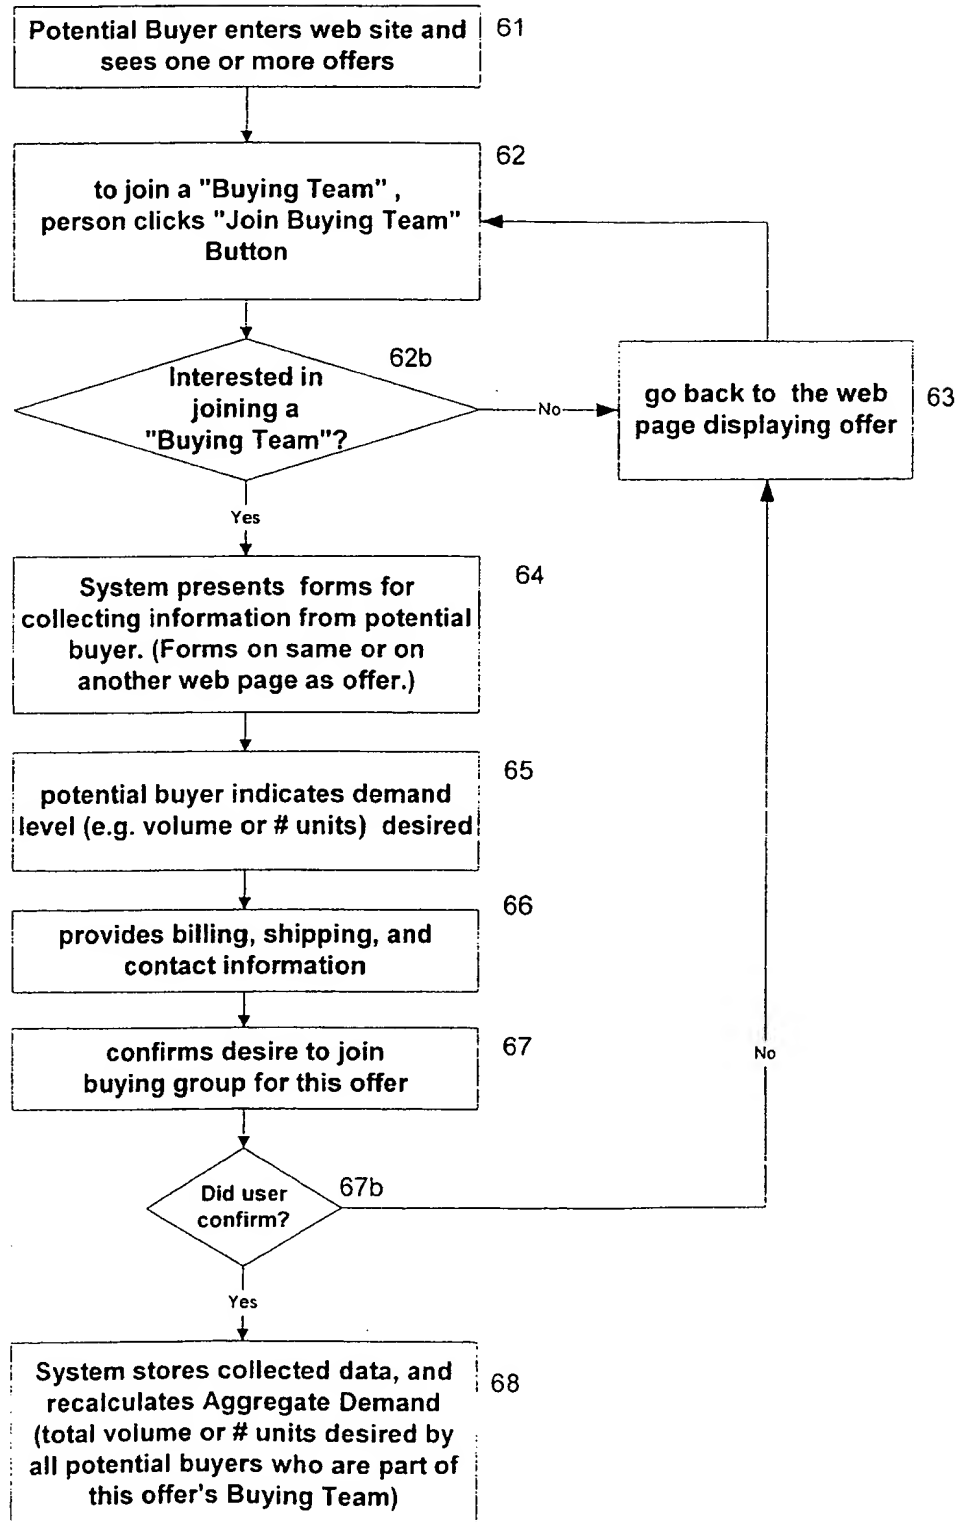 Potential Buyer enters web site and
sees one or more offers
61
62
to join a "Buying Team" ,
person clicks "Join Buying Team"
Button
62b
Interested in
joining a
"Buying Team"?
No
go back to the web
page displaying offer
63
Yes
System presents forms for
collecting information from potential
buyer. (Forms on same or on
another web page as offer.)
64
65
potential buyer indicates demand
level (e.g. volume or # units) desired
66
provides billing, shipping, and
contact information
67
confirms desire to join
buying group for this offer
No
67b
Did user
confirm?
Yes
System stores collected data, and
recalculates Aggregate Demand
(total volume or # units desired by
all potential buyers who are part of
this offer's Buying Team)
68